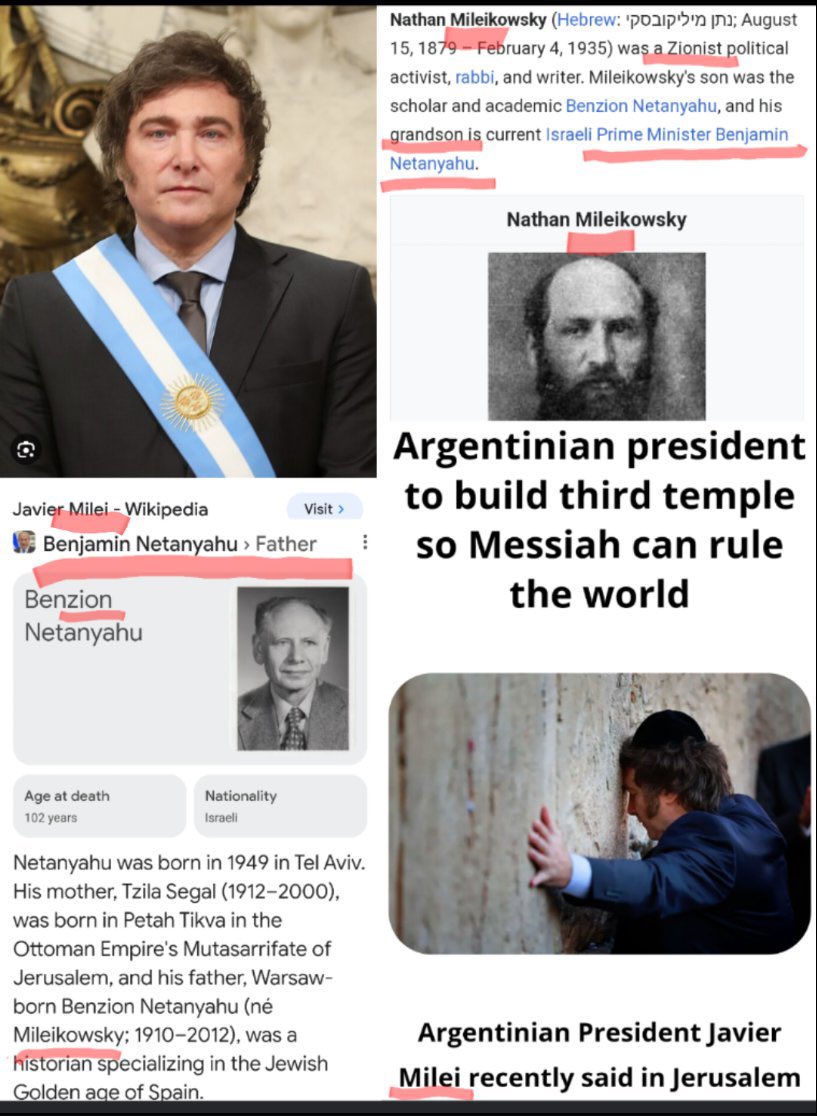 Javier Milei - Wikipedia
Visit >
Benjamin Netanyahu › Father
Benzion
Netanyahu
Age at death
102 years
Nationality
Israeli
Netanyahu was born in 1949 in Tel Aviv.
His mother, Tzila Segal (1912–2000),
was born in Petah Tikva in the
Ottoman Empire's Mutasarrifate of
Jerusalem, and his father, Warsaw-
born Benzion Netanyahu (né
Mileikowsky; 1910–2012), was a
historian specializing in the Jewish
Golden age of Spain.
Nathan Mileikowsky (Hebrew: נתן מיליקובסקי; August
15, 1879 – February 4, 1935) was a Zionist political
activist, rabbi, and writer. Mileikowsky's son was the
scholar and academic Benzion Netanyahu, and his
grandson is current Israeli Prime Minister Benjamin
Netanyahu.
Nathan Mileikowsky
Argentinian president
to build third temple
so Messiah can rule
the world
Argentinian President Javier
Milei recently said in Jerusalem